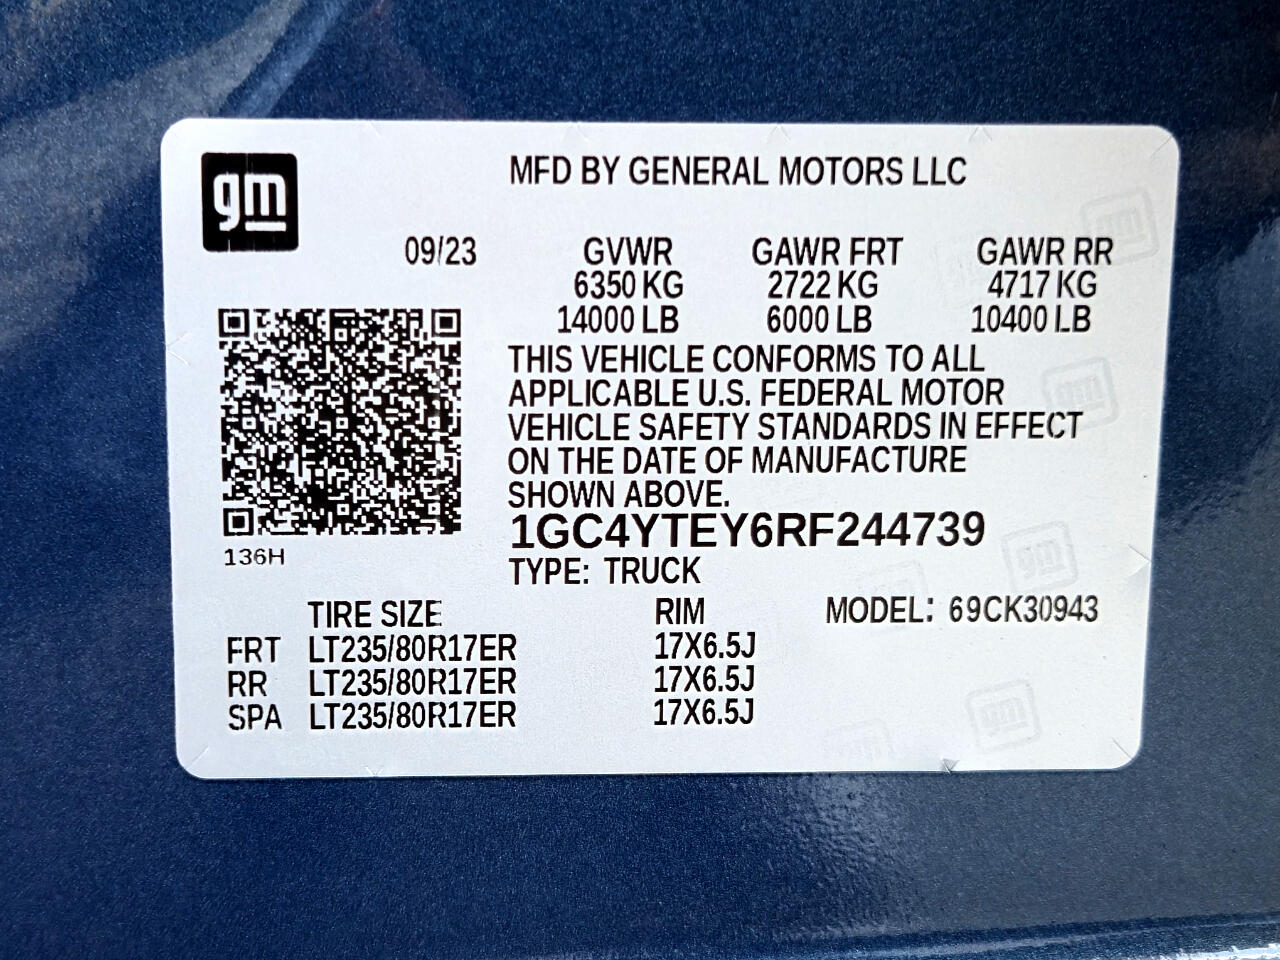 gm
MFD BY GENERAL MOTORS LLC
09/23 GVWR GAWR FRT GAWR RR
6350 KG 2722 KG 4717 KG
14000 LB 6000 LB 10400 LB
THIS VEHICLE CONFORMS TO ALL
APPLICABLE U.S. FEDERAL MOTOR
VEHICLE SAFETY STANDARDS IN EFFECT
ON THE DATE OF MANUFACTURE
SHOWN ABOVE.
1GC4YTEY6RF244739
136H
TYPE: TRUCK
TIRE SIZE RIM MODEL: 69CK30943
FRT LT235/80R17ER 17X6.5J
RR LT235/80R17ER 17X6.5J
SPA LT235/80R17ER 17X6.5J